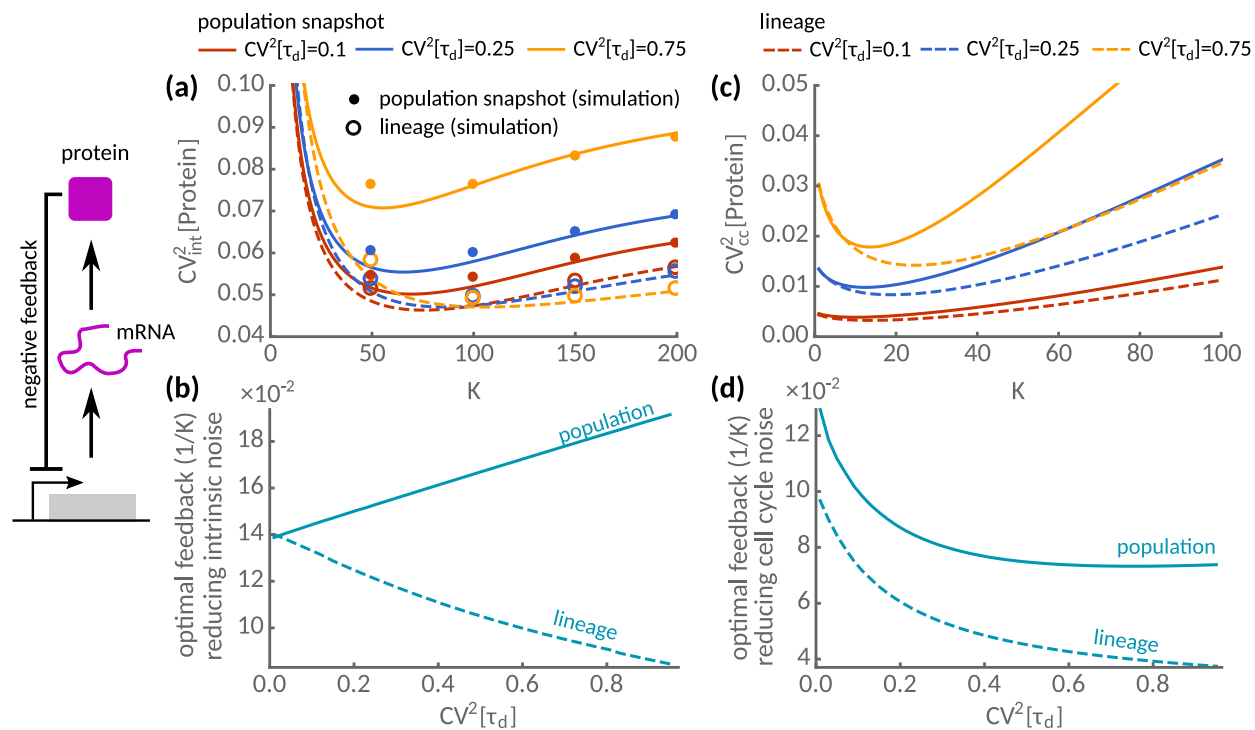 population snapshot
CV²[τd]=0.1 CV²[τd]=0.25 CV²[τd]=0.75
lineage
CV²[τd]=0.1 CV²[τd]=0.25 CV²[τd]=0.75
protein
negative feedback
mRNA
(a)
population snapshot (simulation)
lineage (simulation)
CV²int[Protein]
0.10
0.09
0.08
0.07
0.06
0.05
0.04
0 50 100 150 200
K
(c)
CV²cc[Protein]
0.05
0.04
0.03
0.02
0.01
0.00
0 20 40 60 80 100
K
(b)
×10⁻²
optimal feedback (1/K)
reducing intrinsic noise
18
16
14
12
10
population
lineage
0.0 0.2 0.4 0.6 0.8
CV²[τd]
(d)
×10⁻²
optimal feedback (1/K)
reducing cell cycle noise
12
10
8
6
4
population
lineage
0.0 0.2 0.4 0.6 0.8
CV²[τd]